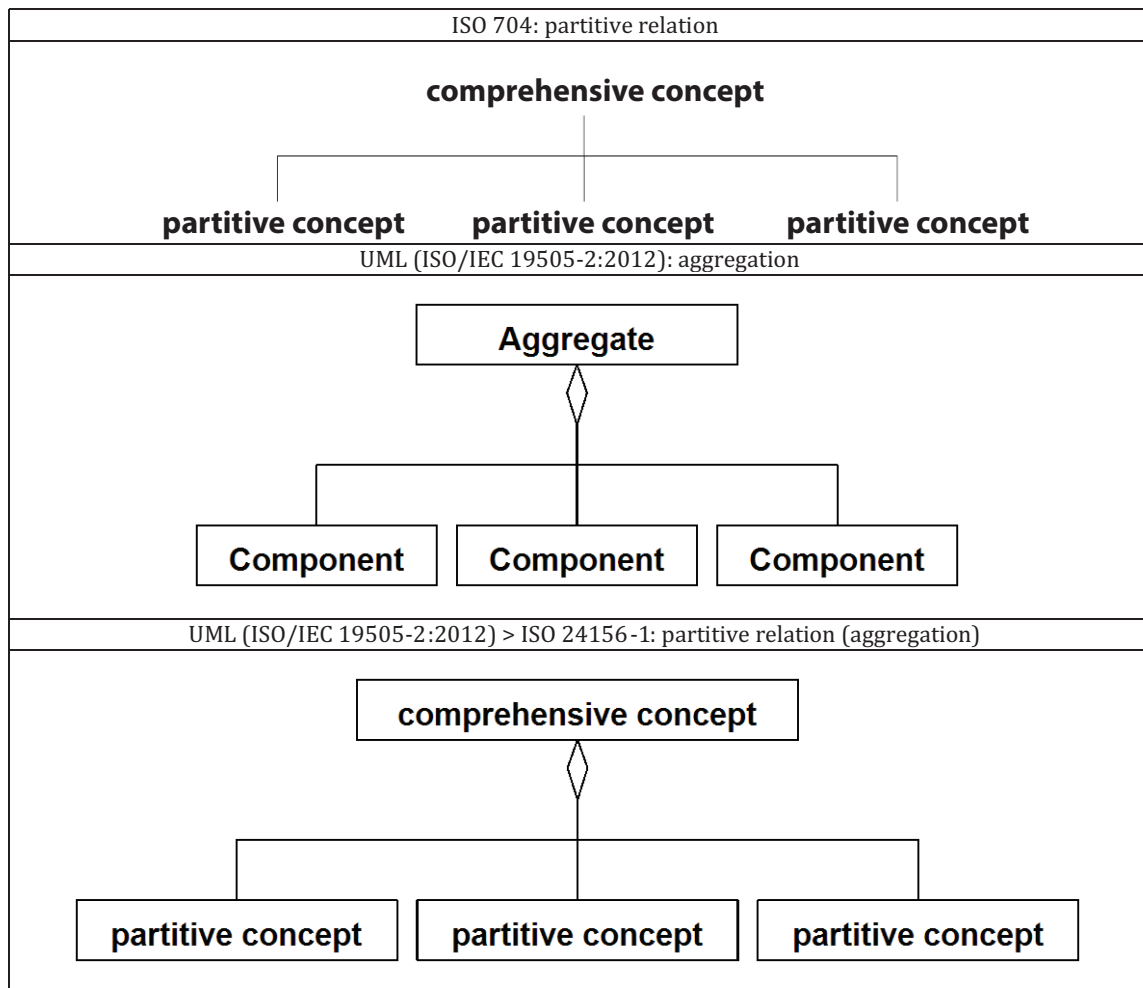 ISO 704: partitive relation
comprehensive concept
partitive concept partitive concept partitive concept
UML (ISO/IEC 19505-2:2012): aggregation
Aggregate
Component Component Component
UML (ISO/IEC 19505-2:2012) > ISO 24156-1: partitive relation (aggregation)
comprehensive concept
partitive concept partitive concept partitive concept